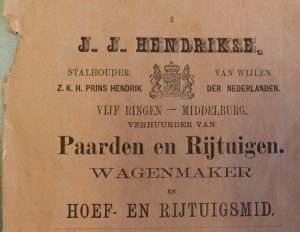 2
J. J. HENDRIKSE,
STALHOUDER VAN WIJLEN
Z. K. H. PRINS HENDRIK DER NEDERLANDEN.
VIJF RINGEN — MIDDELBURG.
VERHUURDER VAN
Paarden en Rijtuigen.
WAGENMAKER
EN
HOEF- EN RIJTUIGSMID.